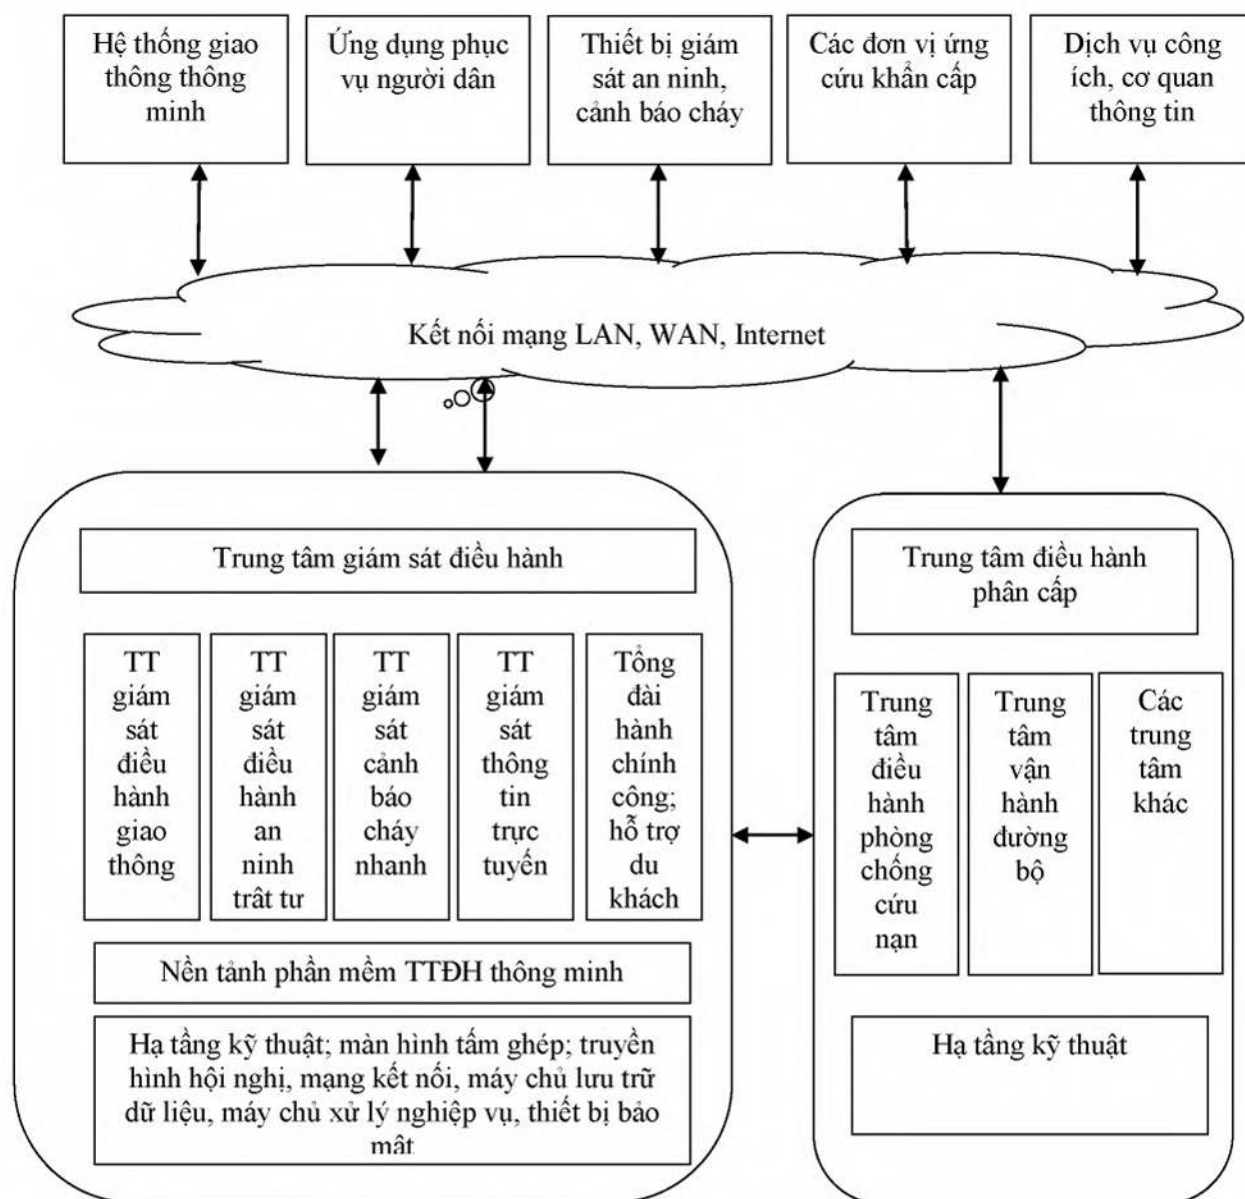 Hệ thống giao
thông thông
minh
Ứng dụng phục
vụ người dân
Thiết bị giám
sát an ninh,
cảnh báo cháy
Các đơn vị ứng
cứu khẩn cấp
Dịch vụ công
ích, cơ quan
thông tin
Kết nối mạng LAN, WAN, Internet
Trung tâm giám sát điều hành
TT
giám
sát
điều
hành
giao
thông
TT
giám
sát
điều
hành
an
ninh
trât tư
TT
giám
sát
cảnh
báo
cháy
nhanh
TT
giám
sát
thông
tin
trực
tuyến
Tổng
đài
hành
chính
công;
hỗ trợ
du
khách
Nền tảnh phần mềm TTĐH thông minh
Hạ tầng kỹ thuật; màn hình tấm ghép; truyền
hình hội nghị, mạng kết nối, máy chủ lưu trữ
dữ liệu, máy chủ xử lý nghiệp vụ, thiết bị bảo
mât
Trung tâm điều hành
phân cấp
Trung
tâm
điều
hành
phòng
chống
cứu
nạn
Trung
tâm
vận
hành
đường
bộ
Các
trung
tâm
khác
Hạ tầng kỹ thuật